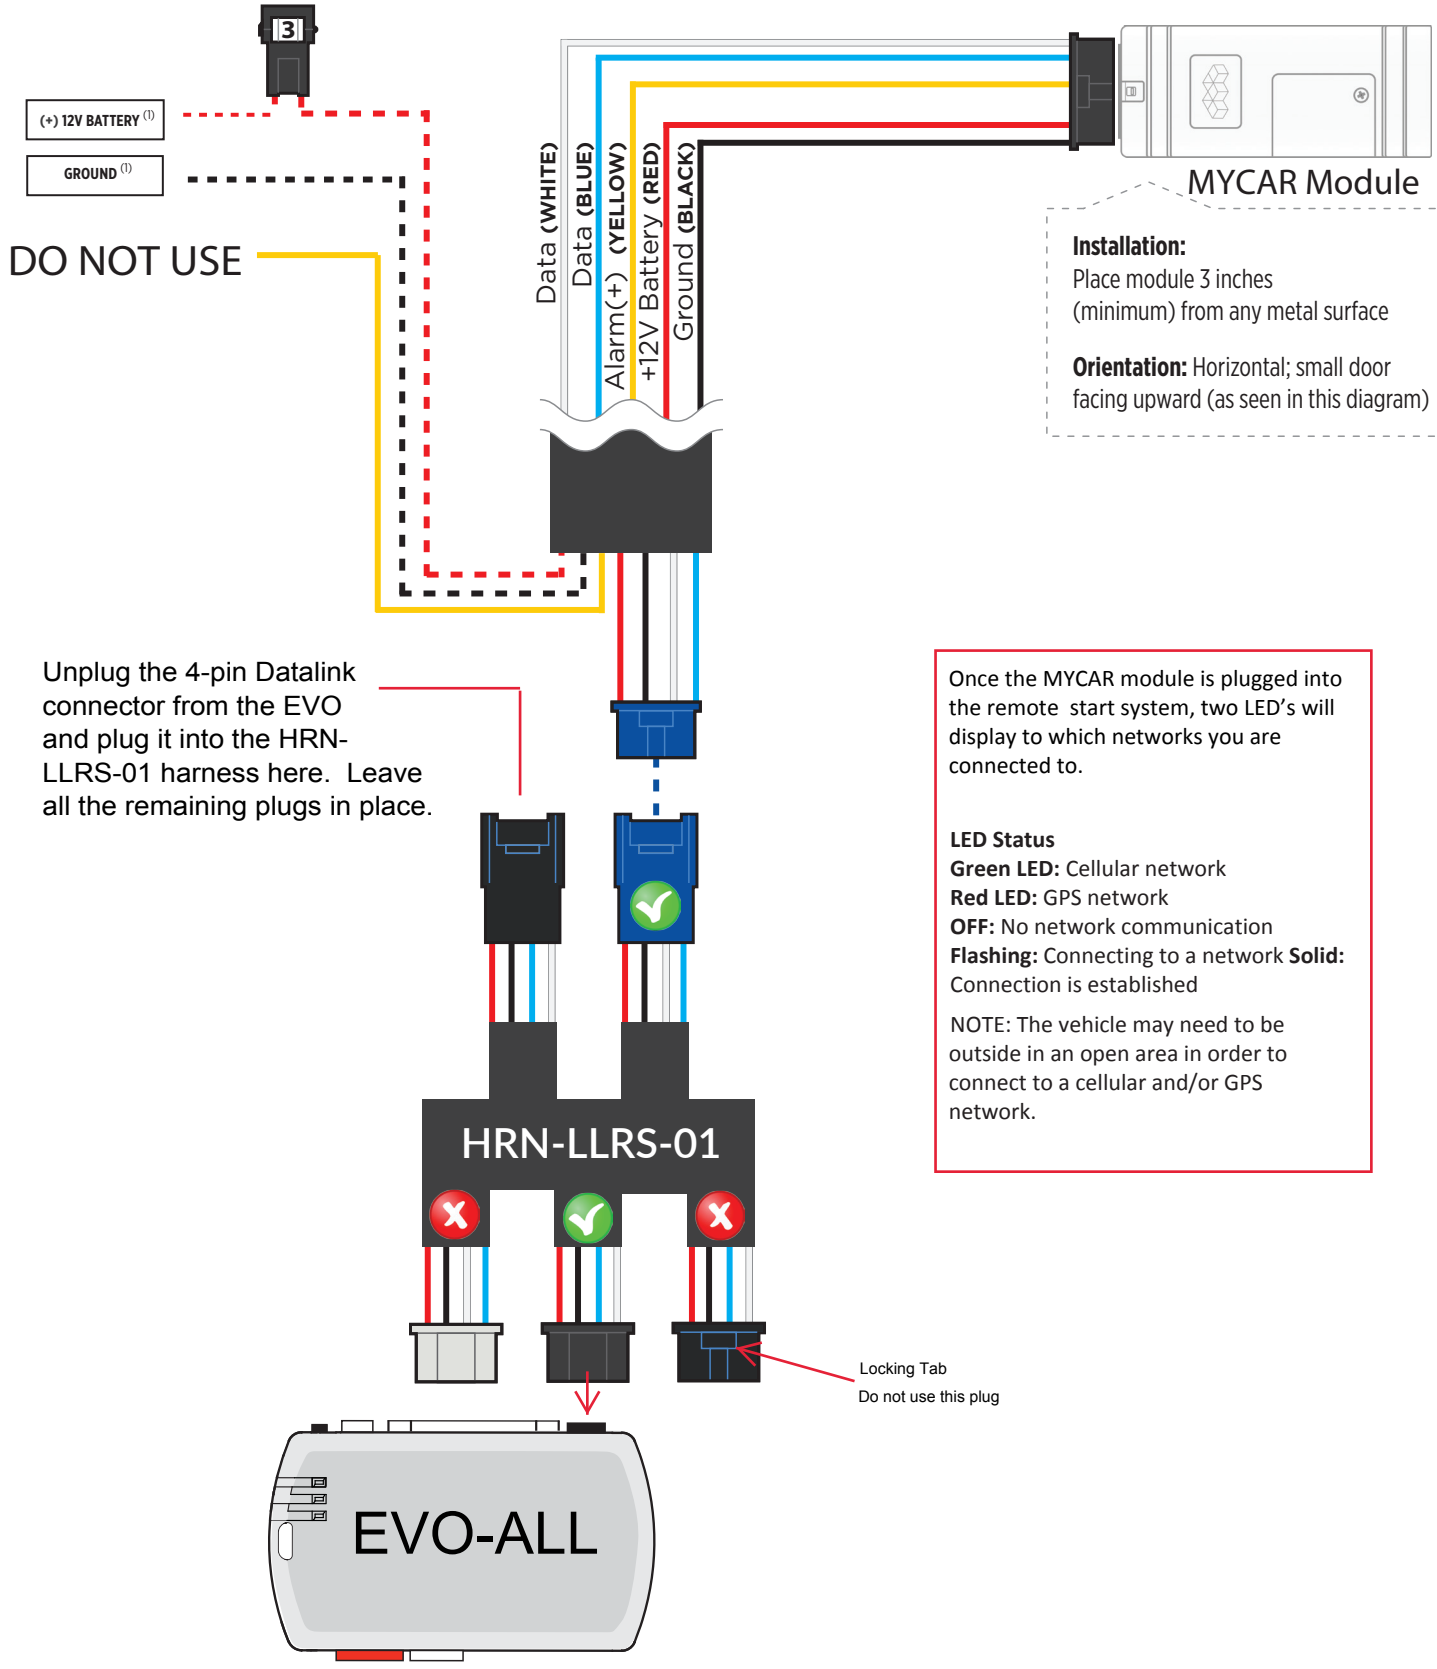 3
(+) 12V BATTERY (1)
GROUND (1)
DO NOT USE
Data (WHITE)
Data (BLUE)
Alarm(+) (YELLOW)
+12V Battery (RED)
Ground (BLACK)
MYCAR Module
Installation:
Place module 3 inches
(minimum) from any metal surface
Orientation: Horizontal; small door
facing upward (as seen in this diagram)
Unplug the 4-pin Datalink
connector from the EVO
and plug it into the HRN-
LLRS-01 harness here.  Leave
all the remaining plugs in place.
Once the MYCAR module is plugged into
the remote  start system, two LED's will
display to which networks you are
connected to.
LED Status
Green LED: Cellular network
Red LED: GPS network
OFF: No network communication
Flashing: Connecting to a network Solid:
Connection is established
NOTE: The vehicle may need to be
outside in an open area in order to
connect to a cellular and/or GPS
network.
HRN-LLRS-01
Locking Tab
Do not use this plug
EVO-ALL